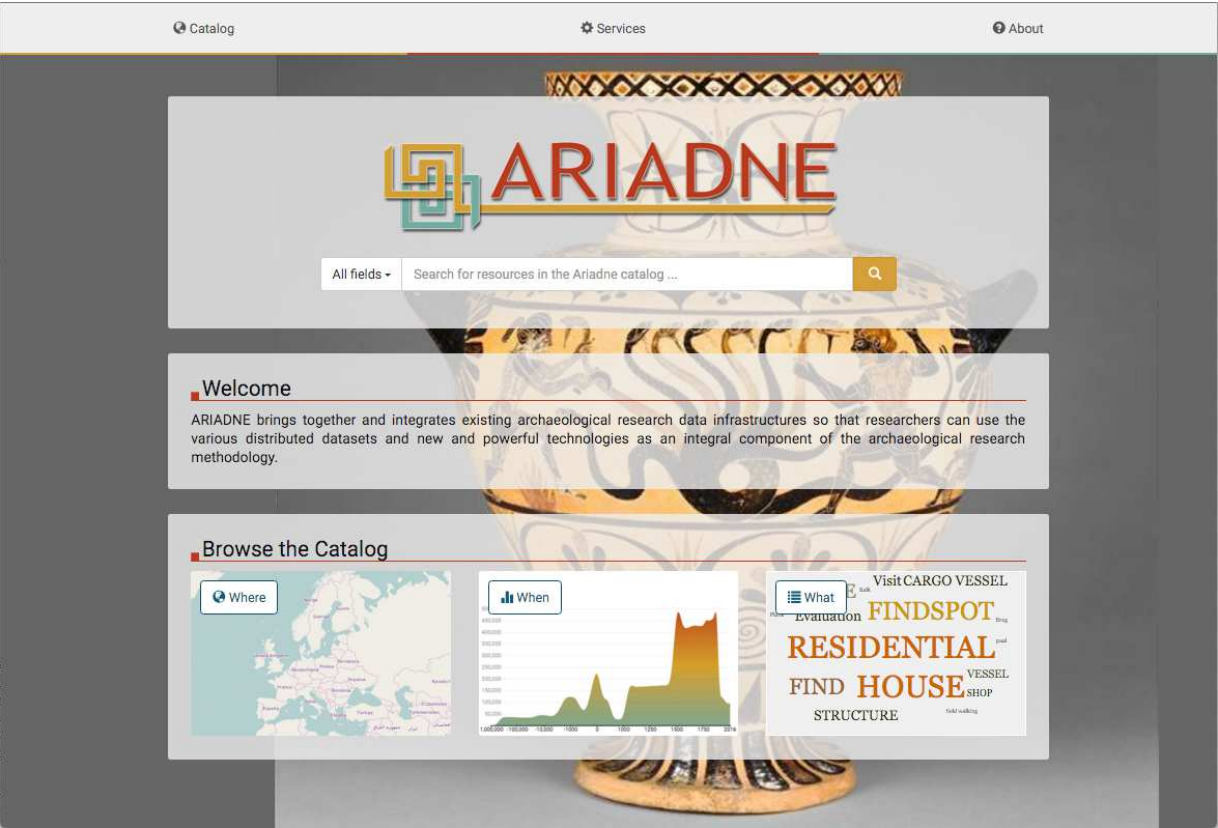 Catalog
Services
About
ARIADNE
All fields
Search for resources in the Ariadne catalog ...
Welcome
ARIADNE brings together and integrates existing archaeological research data infrastructures so that researchers can use the
various distributed datasets and new and powerful technologies as an integral component of the archaeological research
methodology.
Browse the Catalog
Where
When
What
Visit CARGO VESSEL
Evaluation FINDSPOT
RESIDENTIAL
VESSEL
FIND HOUSE SHOP
STRUCTURE
field walking